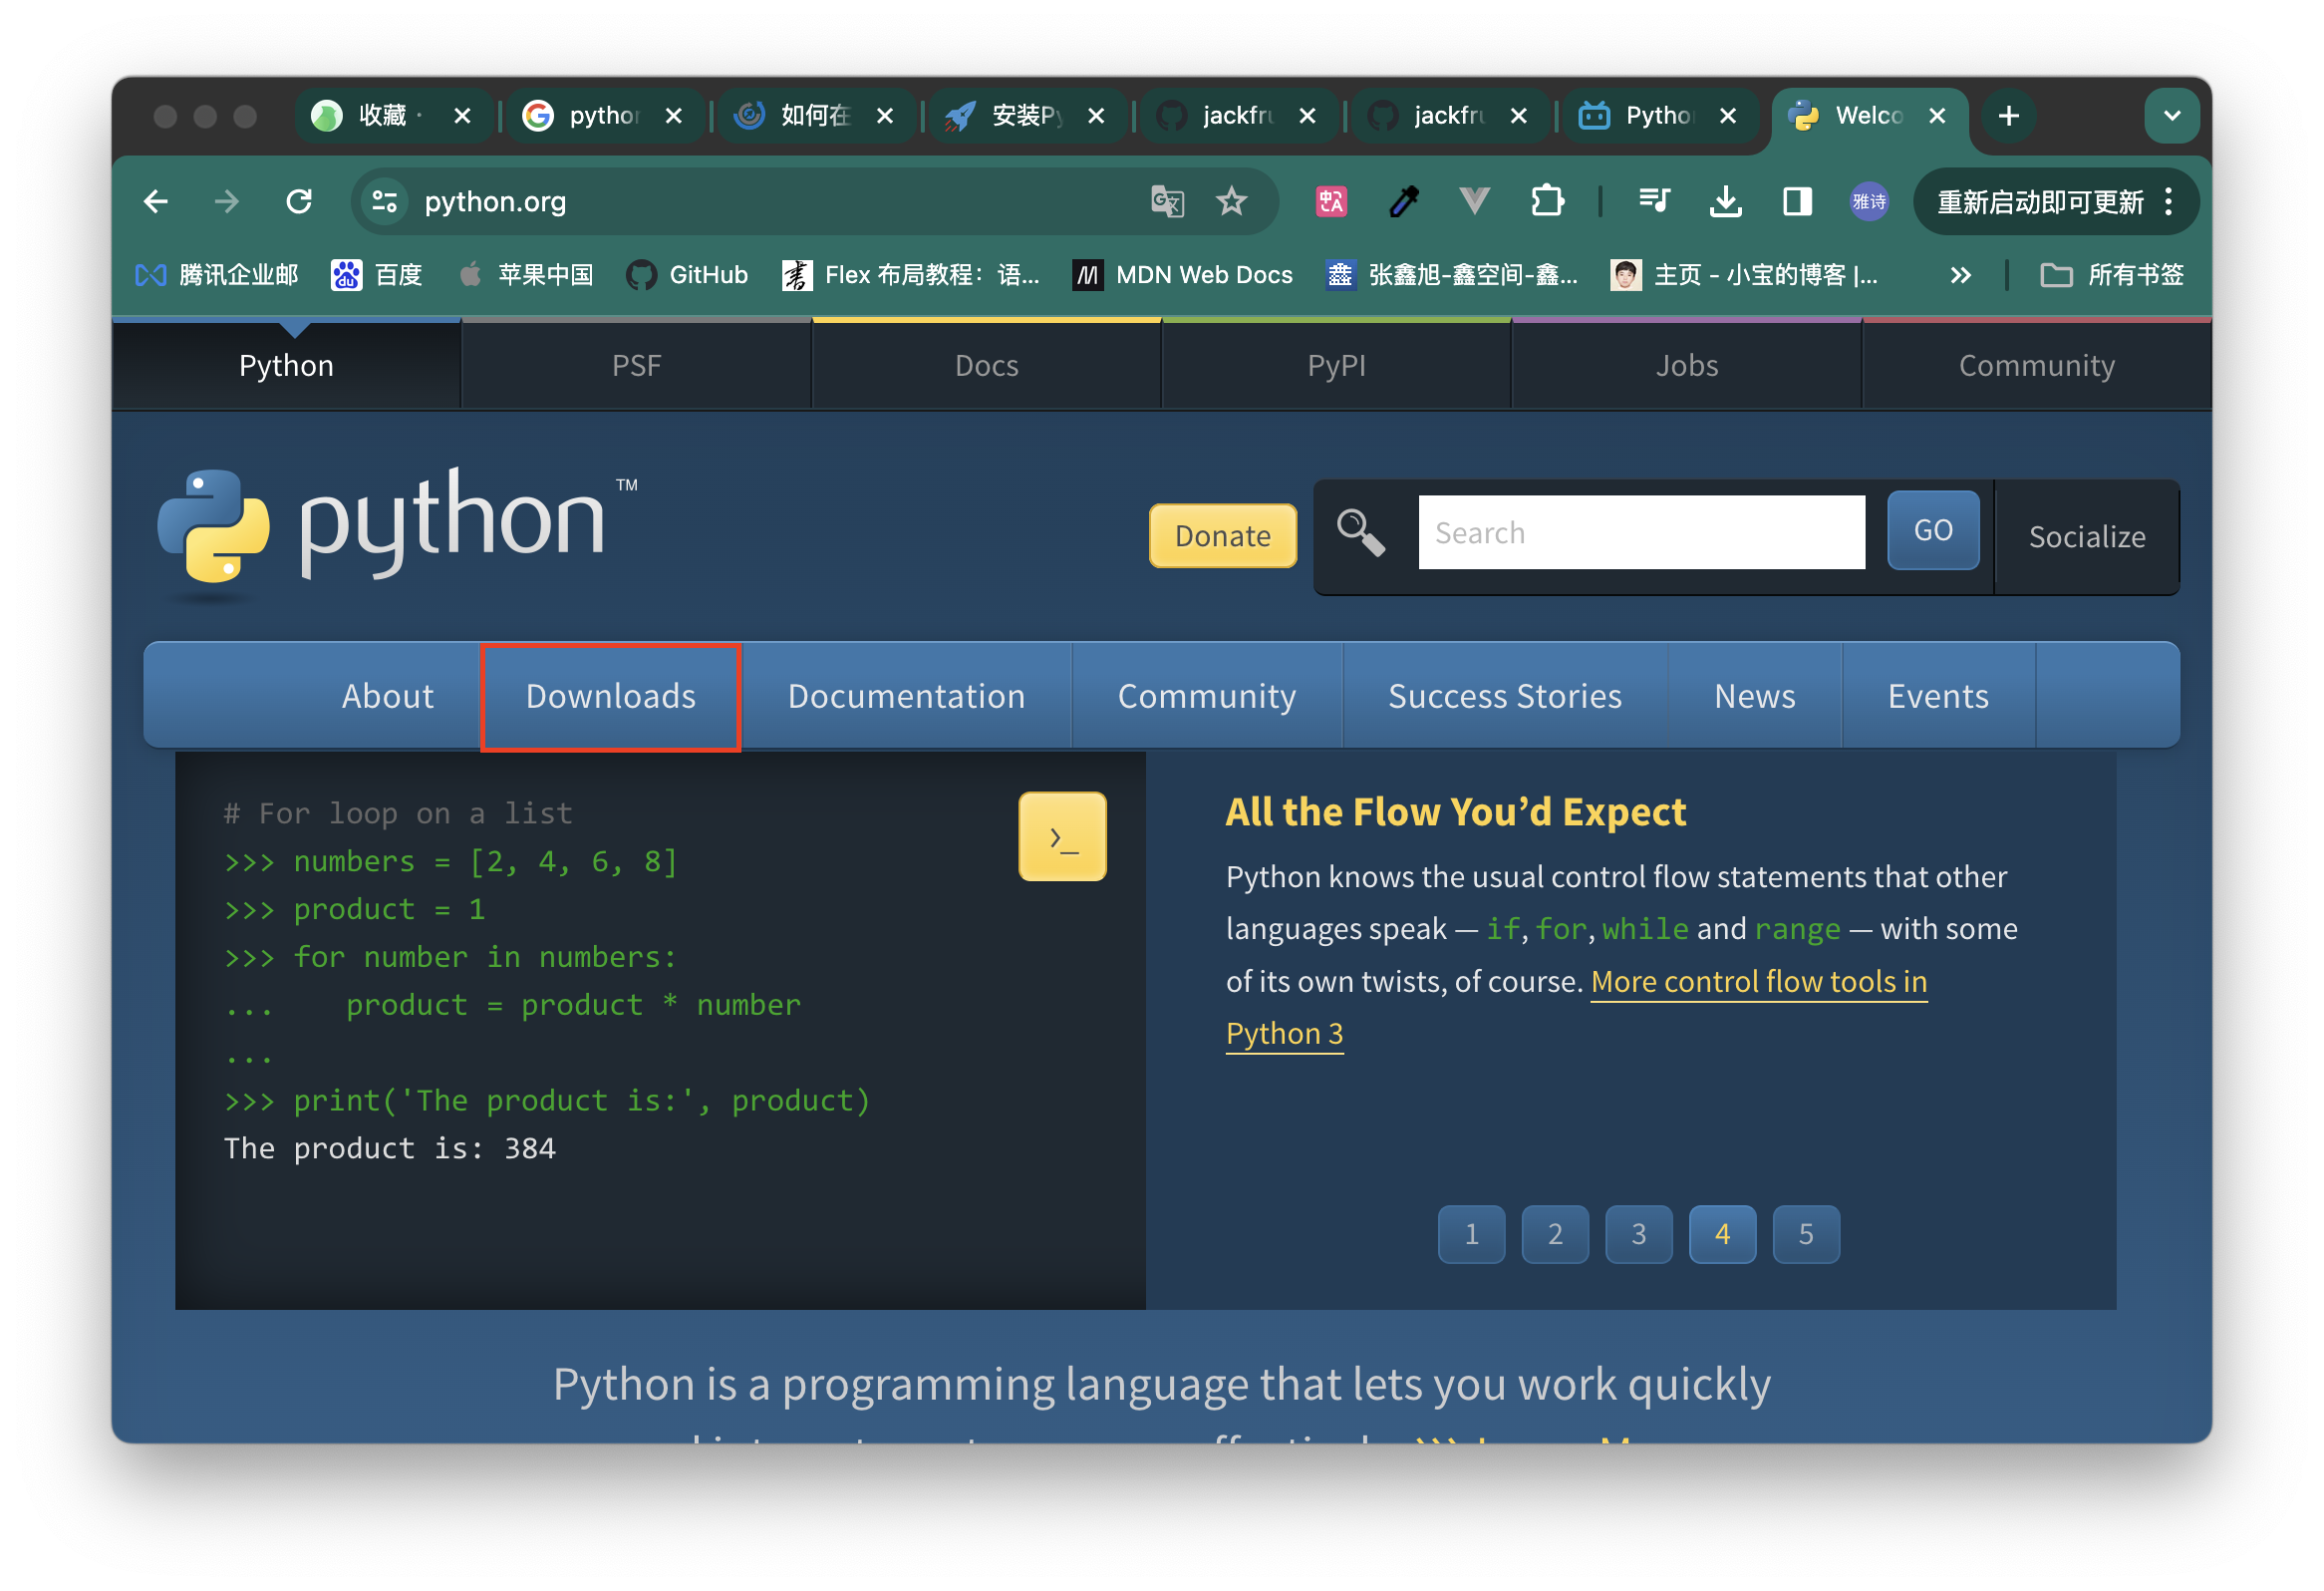 收藏 ·
python
如何在
安装Py
jackfru
jackfru
Python
Welco
python.org
雅诗
重新启动即可更新
腾讯企业邮
百度
苹果中国
GitHub
Flex 布局教程：语...
MDN Web Docs
张鑫旭-鑫空间-鑫...
主页 - 小宝的博客 |...
所有书签
Python
PSF
Docs
PyPI
Jobs
Community
python™
Donate
Search
GO
Socialize
About
Downloads
Documentation
Community
Success Stories
News
Events
# For loop on a list
>>> numbers = [2, 4, 6, 8]
>>> product = 1
>>> for number in numbers:
...    product = product * number
...
>>> print('The product is:', product)
The product is: 384
>_
All the Flow You’d Expect
Python knows the usual control flow statements that other
languages speak — if, for, while and range — with some
of its own twists, of course. More control flow tools in
Python 3
1
2
3
4
5
Python is a programming language that lets you work quickly